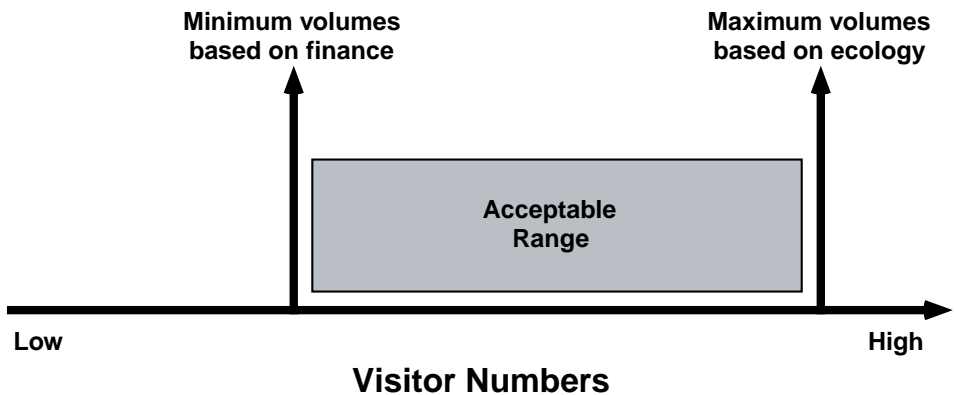 Minimum volumes
based on finance
Maximum volumes
based on ecology
Acceptable
Range
Low
High
Visitor Numbers